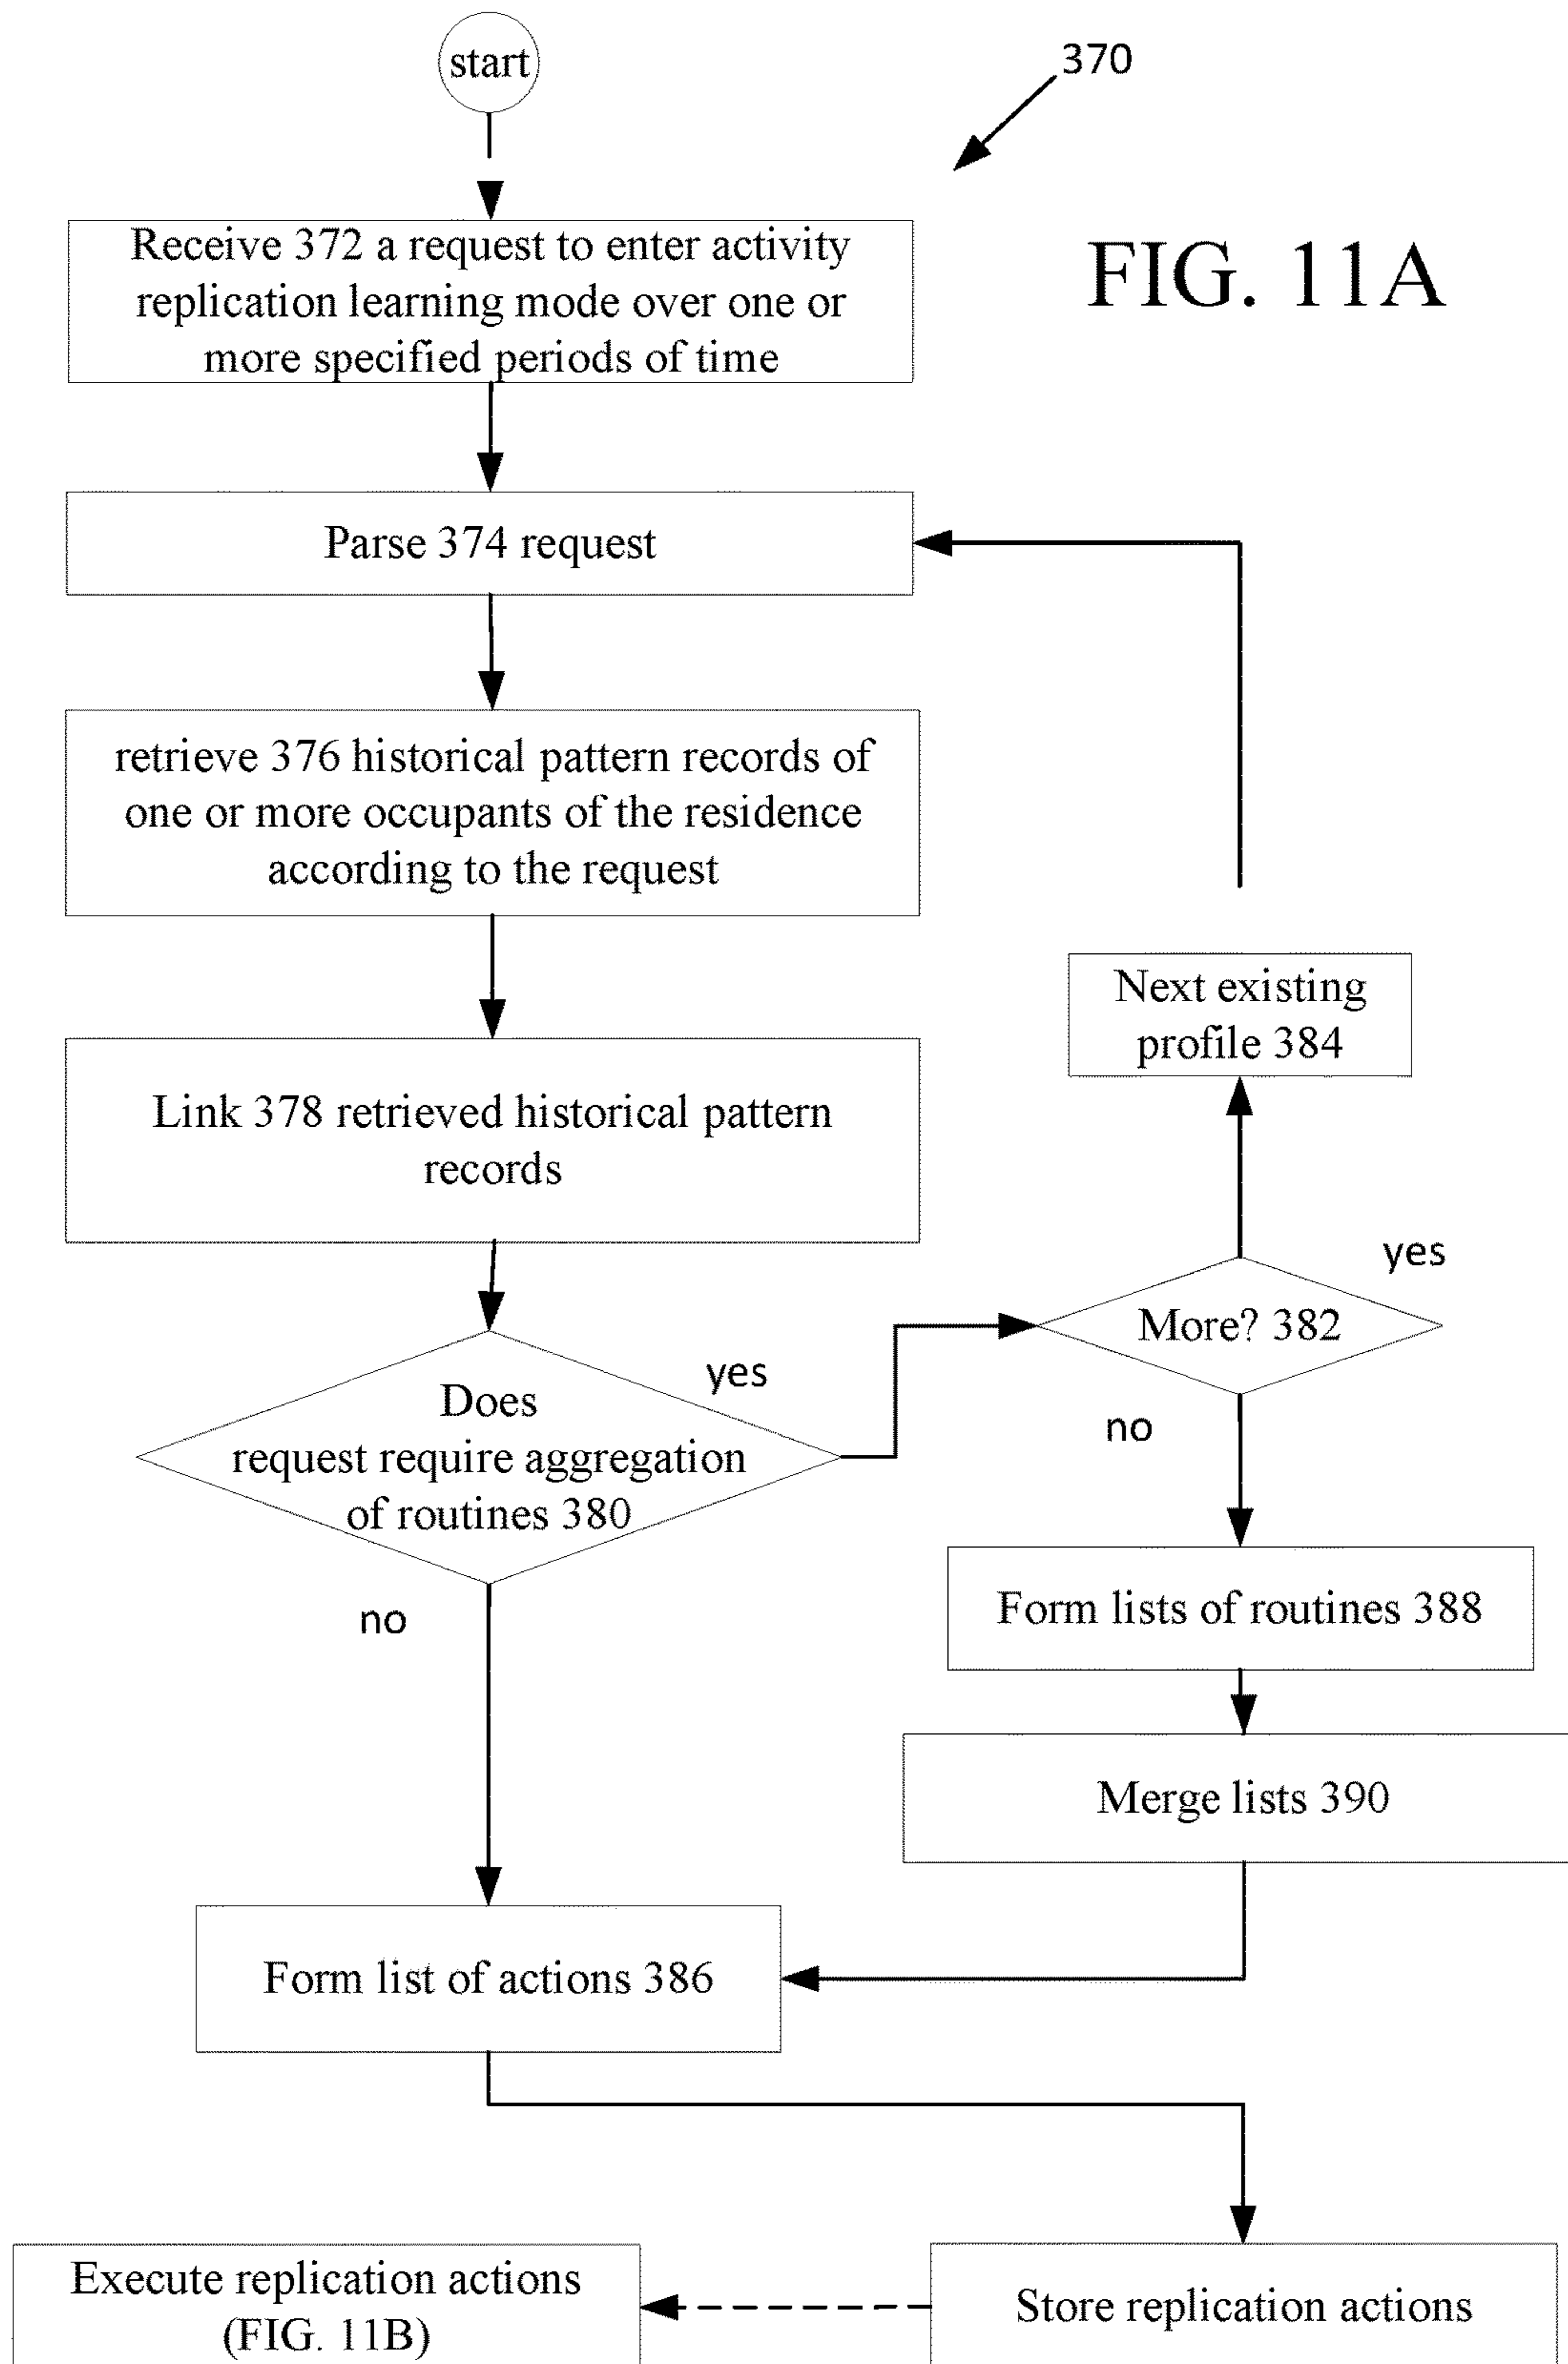 start
370
FIG. 11A
Receive 372 a request to enter activity
replication learning mode over one or
more specified periods of time
Parse 374 request
retrieve 376 historical pattern records of
one or more occupants of the residence
according to the request
Next existing
profile 384
Link 378 retrieved historical pattern
records
yes
More? 382
yes
Does
request require aggregation
of routines 380
no
no
Form lists of routines 388
Merge lists 390
Form list of actions 386
Execute replication actions
(FIG. 11B)
Store replication actions